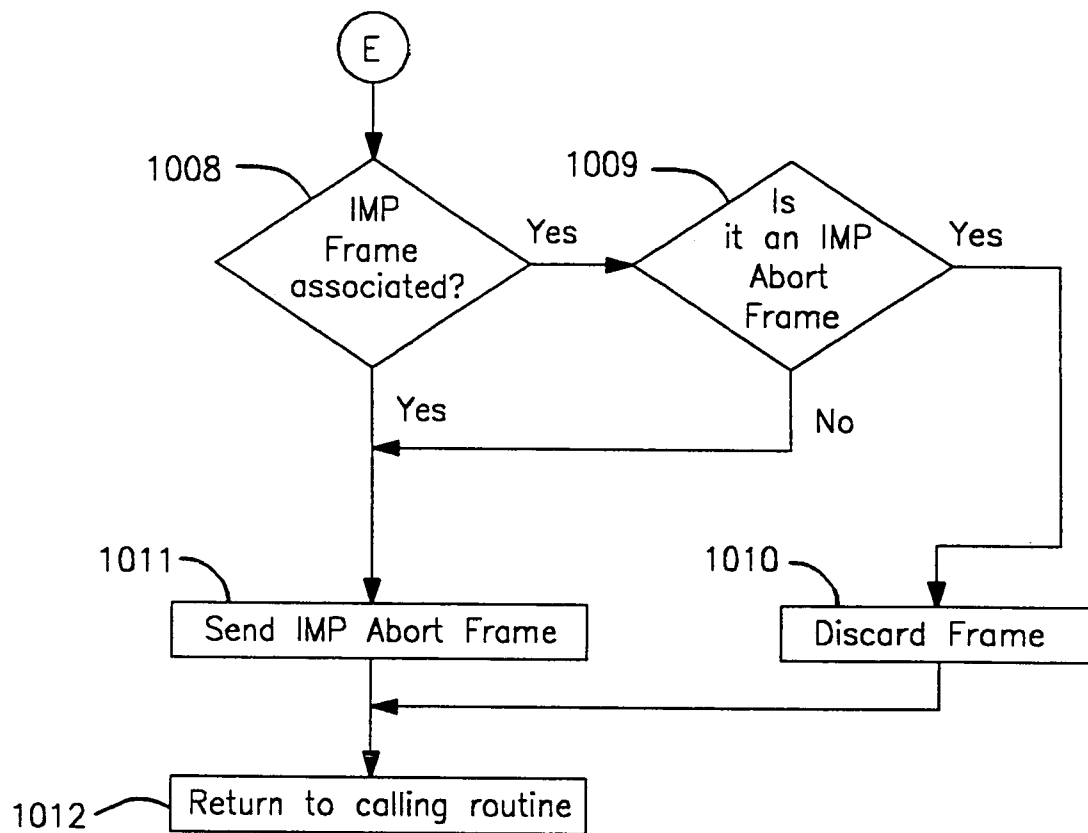 E
1008
IMP
Frame
associated?
Yes
1009
Is
it an IMP
Abort
Frame
Yes
Yes
No
1011
Send IMP Abort Frame
1010
Discard Frame
1012
Return to calling routine